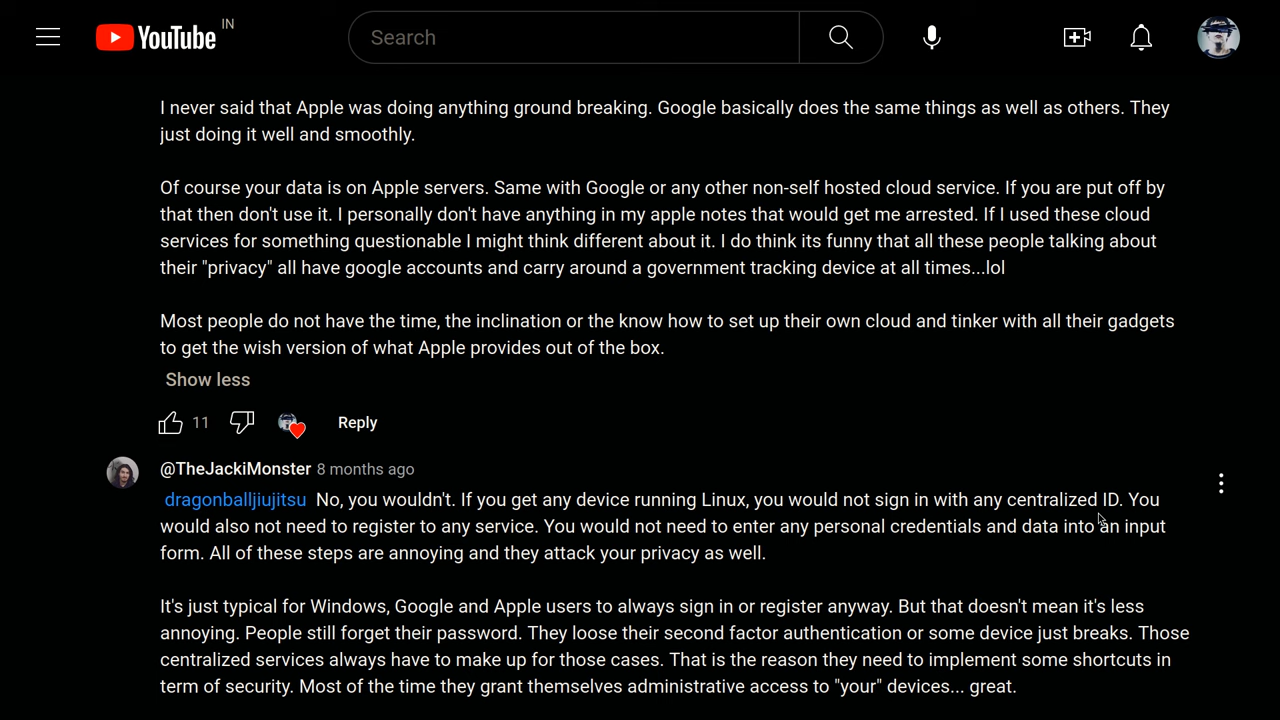 YouTube IN
Search
I never said that Apple was doing anything ground breaking. Google basically does the same things as well as others. They
just doing it well and smoothly.
Of course your data is on Apple servers. Same with Google or any other non-self hosted cloud service. If you are put off by
that then don't use it. I personally don't have anything in my apple notes that would get me arrested. If I used these cloud
services for something questionable I might think different about it. I do think its funny that all these people talking about
their "privacy" all have google accounts and carry around a government tracking device at all times...lol
Most people do not have the time, the inclination or the know how to set up their own cloud and tinker with all their gadgets
to get the wish version of what Apple provides out of the box.
Show less
11 Reply
@TheJackiMonster 8 months ago
dragonballjiujitsu No, you wouldn't. If you get any device running Linux, you would not sign in with any centralized ID. You
would also not need to register to any service. You would not need to enter any personal credentials and data into an input
form. All of these steps are annoying and they attack your privacy as well.
It's just typical for Windows, Google and Apple users to always sign in or register anyway. But that doesn't mean it's less
annoying. People still forget their password. They loose their second factor authentication or some device just breaks. Those
centralized services always have to make up for those cases. That is the reason they need to implement some shortcuts in
term of security. Most of the time they grant themselves administrative access to "your" devices... great.